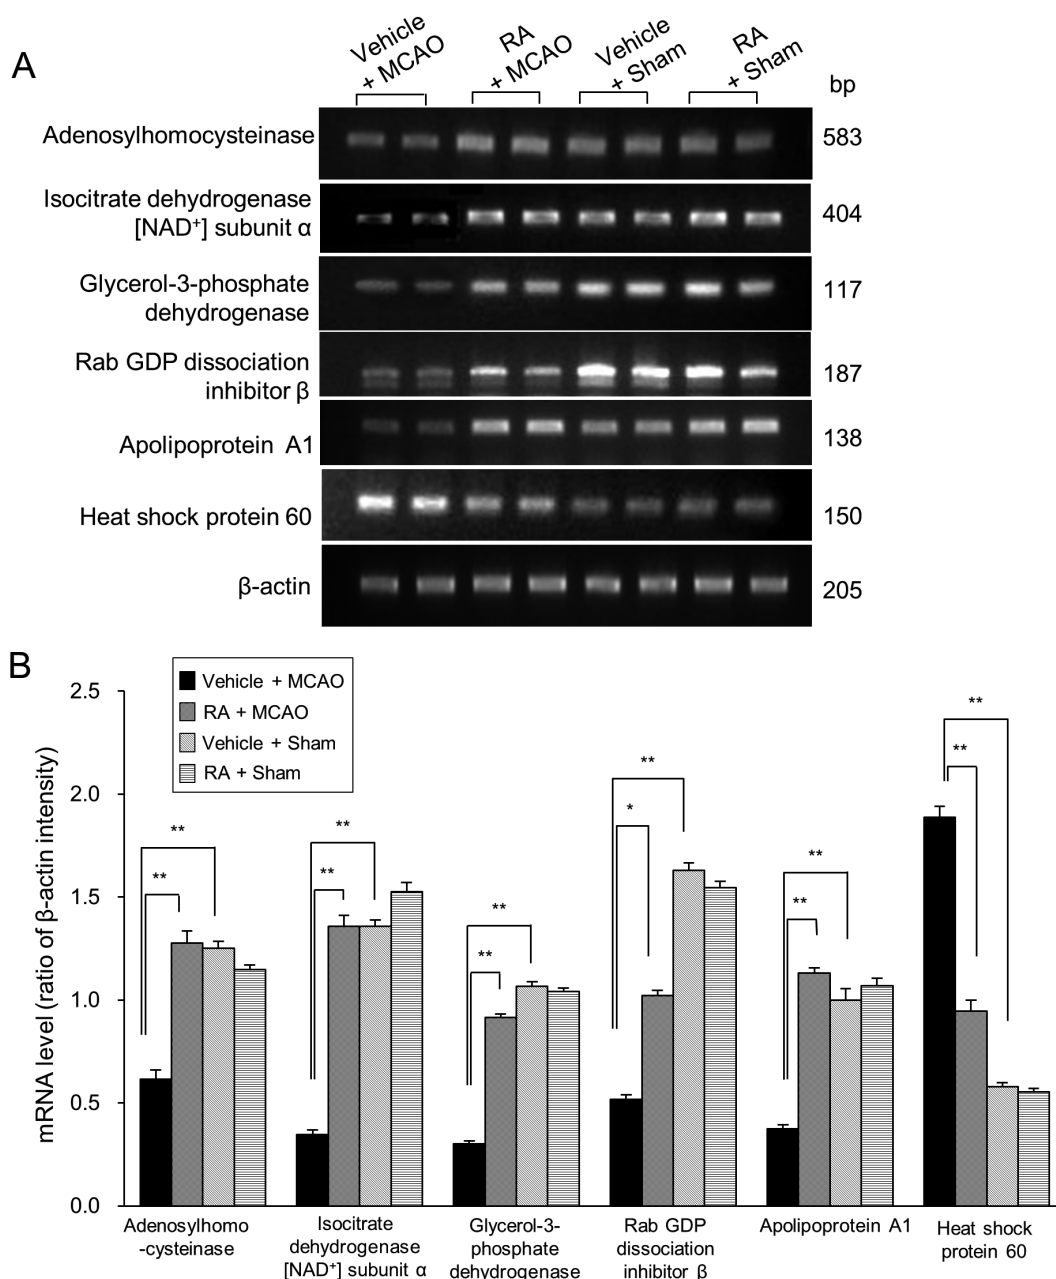 A
Vehicle
+ MCAO
RA
+ MCAO
Vehicle
+ Sham
RA
+ Sham
bp
Adenosylhomocysteinase
583
Isocitrate dehydrogenase
[NAD⁺] subunit α
404
Glycerol-3-phosphate
dehydrogenase
117
Rab GDP dissociation
inhibitor β
187
Apolipoprotein A1
138
Heat shock protein 60
150
β-actin
205
B
Vehicle + MCAO
RA + MCAO
Vehicle + Sham
RA + Sham
mRNA level (ratio of β-actin intensity)
2.5
2.0
1.5
1.0
0.5
0.0
**
**
**
**
**
**
**
*
**
**
**
**
Adenosylhomo
-cysteinase
Isocitrate
dehydrogenase
[NAD⁺] subunit α
Glycerol-3-
phosphate
dehydrogenase
Rab GDP
dissociation
inhibitor β
Apolipoprotein A1
Heat shock
protein 60